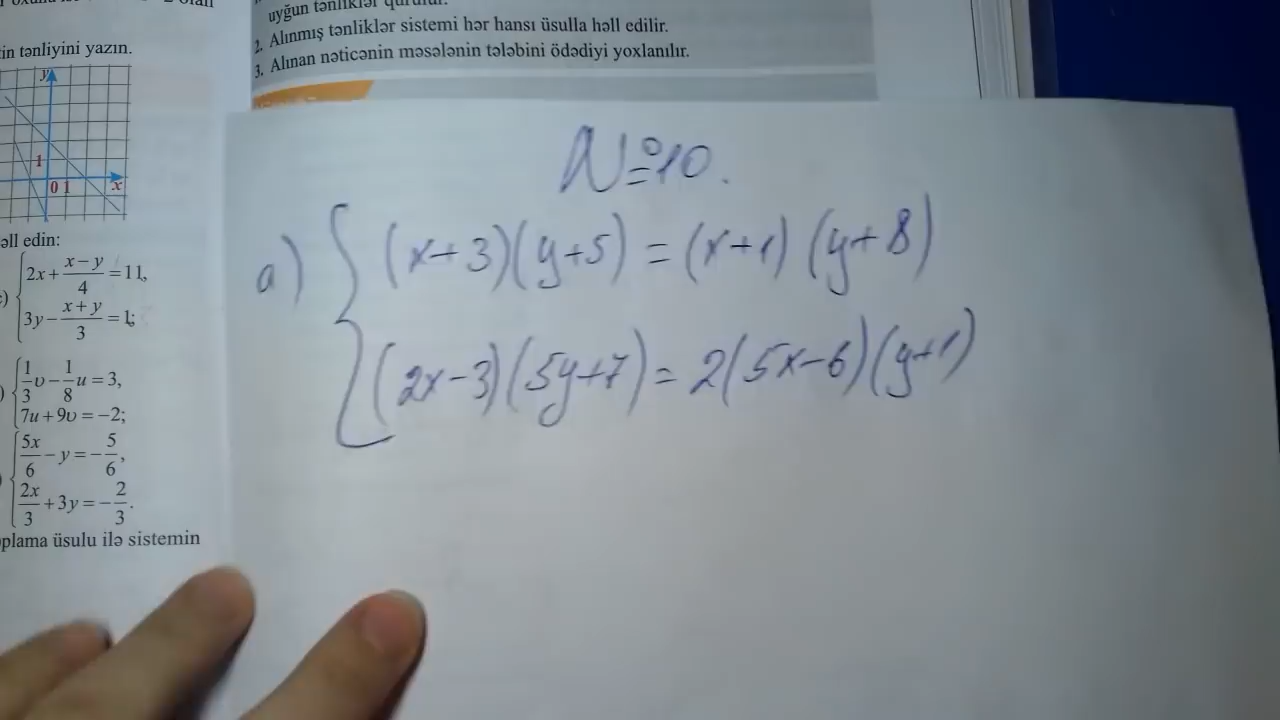 uyğun tənliklər
2. Alınmış tənliklər sistemi hər hansı üsulla həll edilir.
3. Alınan nəticənin məsələnin tələbini ödədiyi yoxlanılır.
in tənliyini yazın.
y
1
0 1 x
əll edin:
2x + (x − y)/4 = 11,
3y − (x + y)/3 = 1;
1/3 υ − 1/8 u = 3,
7u + 9υ = −2;
5x/6 − y = −5/6,
2x/3 + 3y = −2/3.
plama üsulu ilə sistemin
№10.
a) { (x+3)(y+5) = (x+1)(y+8)
(2x−3)(5y+7) = 2(5x−6)(y+1)